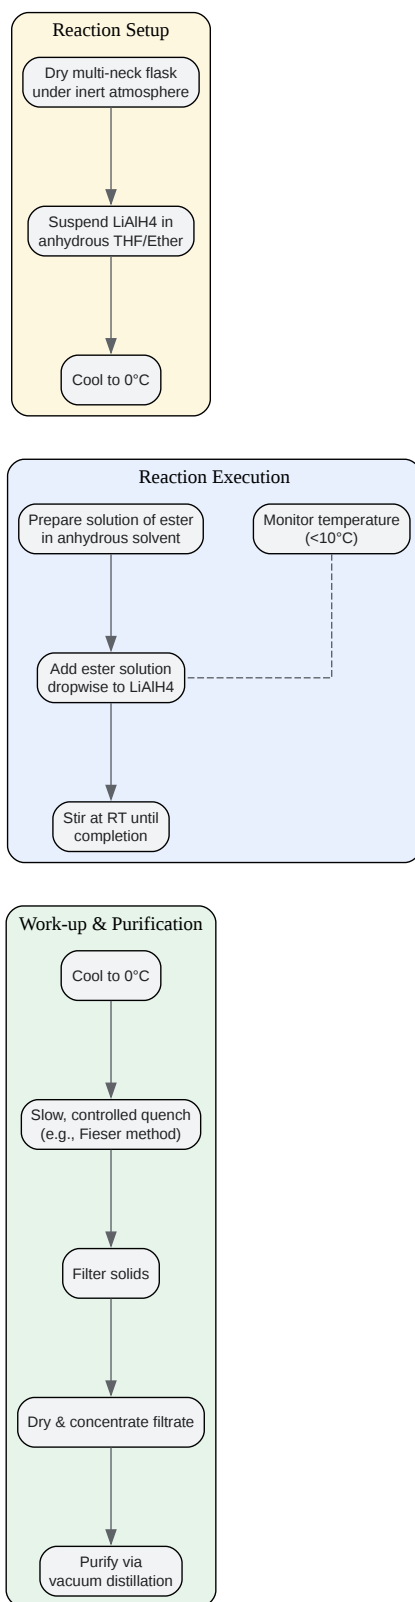 Reaction Setup
Dry multi-neck flask
under inert atmosphere
Suspend LiAlH4 in
anhydrous THF/Ether
Cool to 0°C
Reaction Execution
Prepare solution of ester
in anhydrous solvent
Monitor temperature
(<10°C)
Add ester solution
dropwise to LiAlH4
Stir at RT until
completion
Work-up & Purification
Cool to 0°C
Slow, controlled quench
(e.g., Fieser method)
Filter solids
Dry & concentrate filtrate
Purify via
vacuum distillation